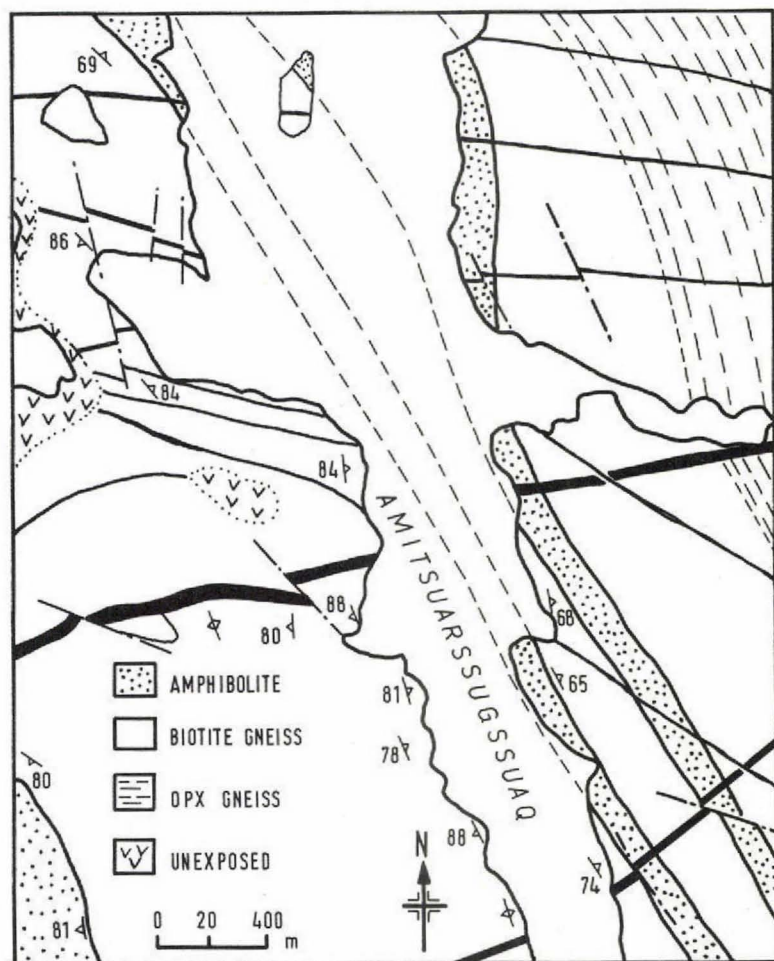 69
86
84
84
AMITSUARSSUGSSUAQ
88
80
68
65
81
78
80
88
74
81
AMPHIBOLITE
BIOTITE GNEISS
OPX GNEISS
UNEXPOSED
N
0 20 400
m